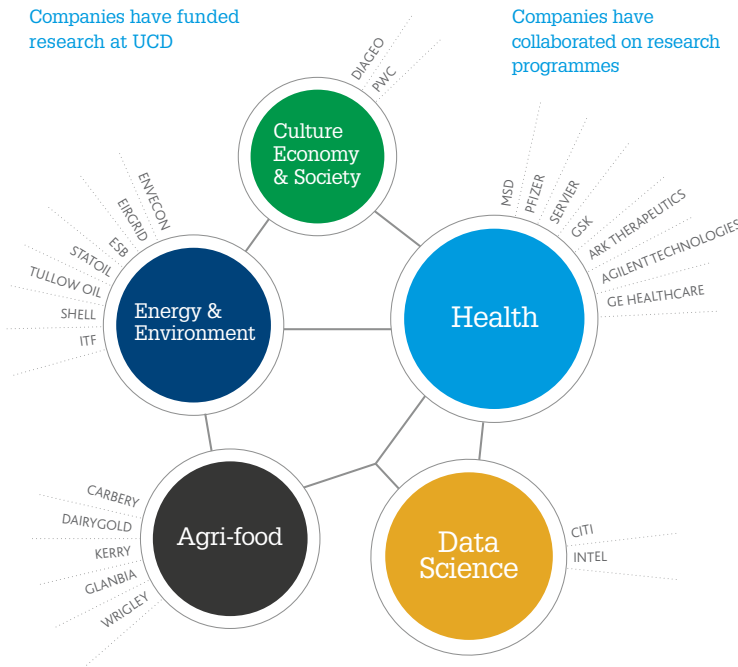 Companies have funded
research at UCD
Companies have
collaborated on research
programmes
DIAGEO
PWC
Culture
Economy
& Society
ENVECON
EIRGRID
ESB
STATOIL
TULLOW OIL
SHELL
ITF
Energy &
Environment
MSD
PFIZER
SERVIER
GSK
ARK THERAPEUTICS
AGILENT TECHNOLOGIES
GE HEALTHCARE
Health
CARBERY
DAIRYGOLD
KERRY
GLANBIA
WRIGLEY
Agri-food
Data
Science
CITI
INTEL